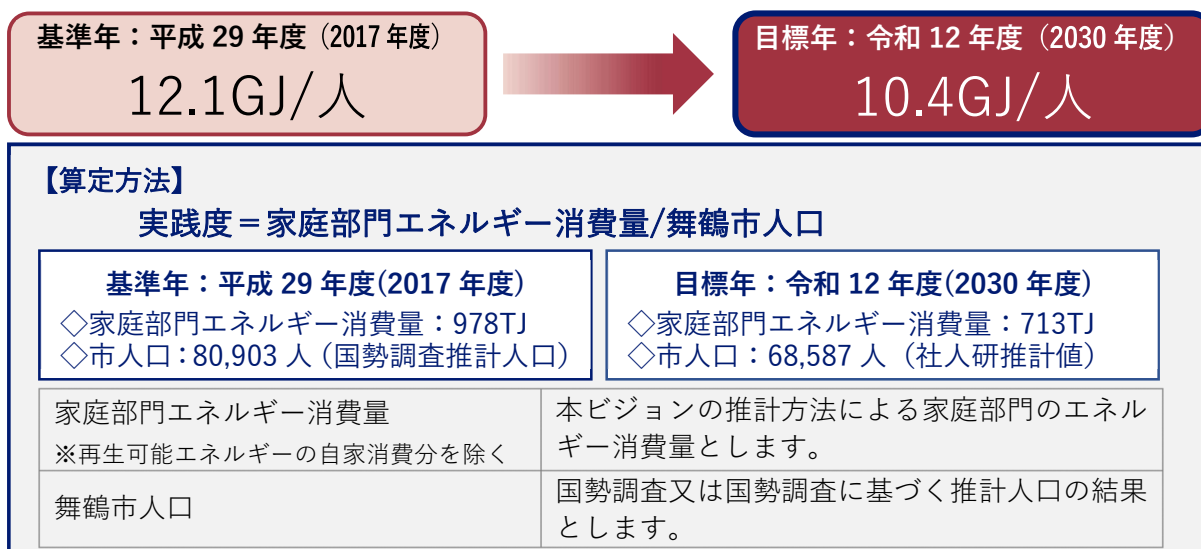 基準年：平成 29 年度（2017 年度）
12.1GJ/人
目標年：令和 12 年度（2030 年度）
10.4GJ/人
【算定方法】
実践度＝家庭部門エネルギー消費量/舞鶴市人口
基準年：平成 29 年度(2017 年度)
◇家庭部門エネルギー消費量：978TJ
◇市人口：80,903 人（国勢調査推計人口）
目標年：令和 12 年度(2030 年度)
◇家庭部門エネルギー消費量：713TJ
◇市人口：68,587 人（社人研推計値）
家庭部門エネルギー消費量
※再生可能エネルギーの自家消費分を除く
本ビジョンの推計方法による家庭部門のエネル
ギー消費量とします。
舞鶴市人口
国勢調査又は国勢調査に基づく推計人口の結果
とします。